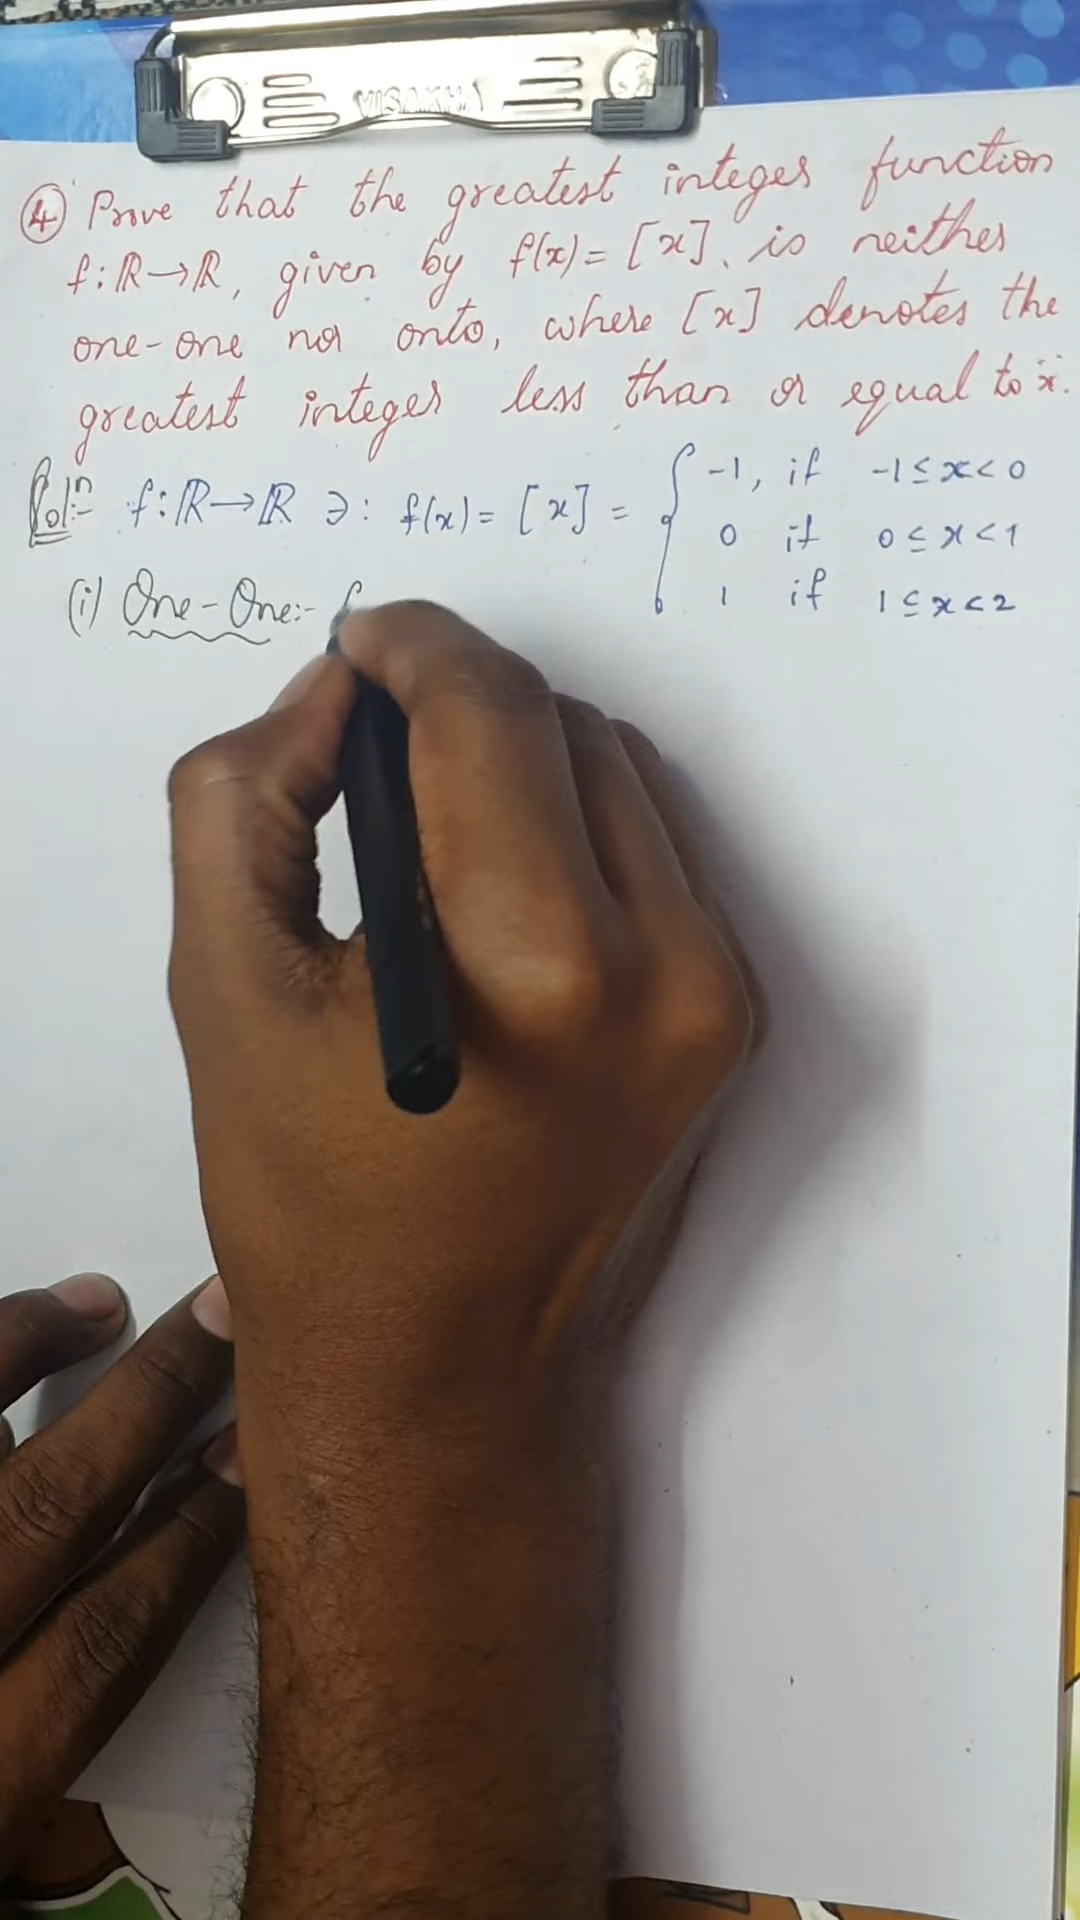 VISAKHA
④ Prove that the greatest integer function
f: ℝ→ℝ, given by f(x) = [x], is neither
one-one nor onto, where [x] denotes the
greatest integer less than or equal to x.
Solⁿ:- f: ℝ→ℝ ∋: f(x) = [x] = { -1, if -1 ≤ x < 0
0 if 0 ≤ x < 1
1 if 1 ≤ x < 2
(i) One-One:- f